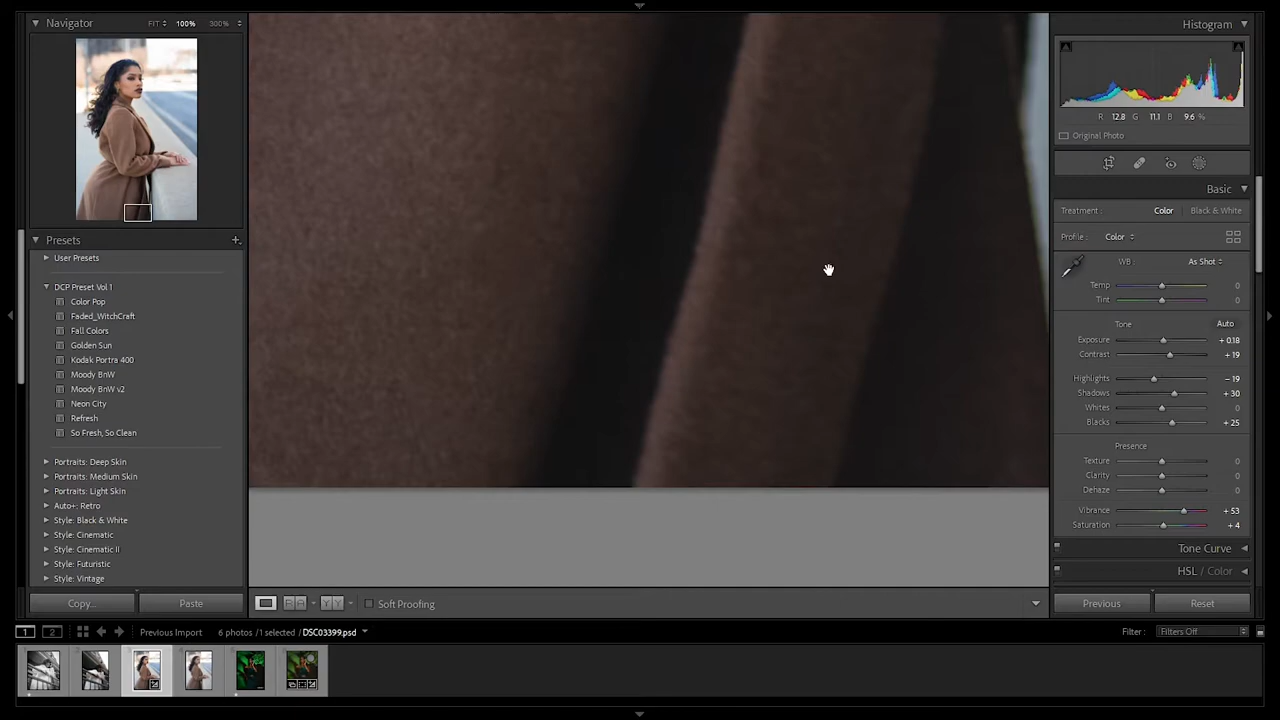 Navigator
FIT
100%
300%
Presets
+
User Presets
DCP Preset Vol 1
Color Pop
Faded_WitchCraft
Fall Colors
Golden Sun
Kodak Portra 400
Moody BnW
Moody BnW v2
Neon City
Refresh
So Fresh, So Clean
Portraits: Deep Skin
Portraits: Medium Skin
Portraits: Light Skin
Auto+: Retro
Style: Black & White
Style: Cinematic
Style: Cinematic II
Style: Futuristic
Style: Vintage
Copy...
Paste
Soft Proofing
Histogram
R 12.8 G 11.1 B 9.6 %
Original Photo
Basic
Treatment : Color Black & White
Profile : Color
WB : As Shot
Temp 0
Tint 0
Tone Auto
Exposure + 0.18
Contrast + 19
Highlights – 19
Shadows + 30
Whites 0
Blacks + 25
Presence
Texture 0
Clarity 0
Dehaze 0
Vibrance + 53
Saturation + 4
Tone Curve
HSL / Color
Previous
Reset
1 2 Previous Import 6 photos / 1 selected / DSC03399.psd
Filter : Filters Off